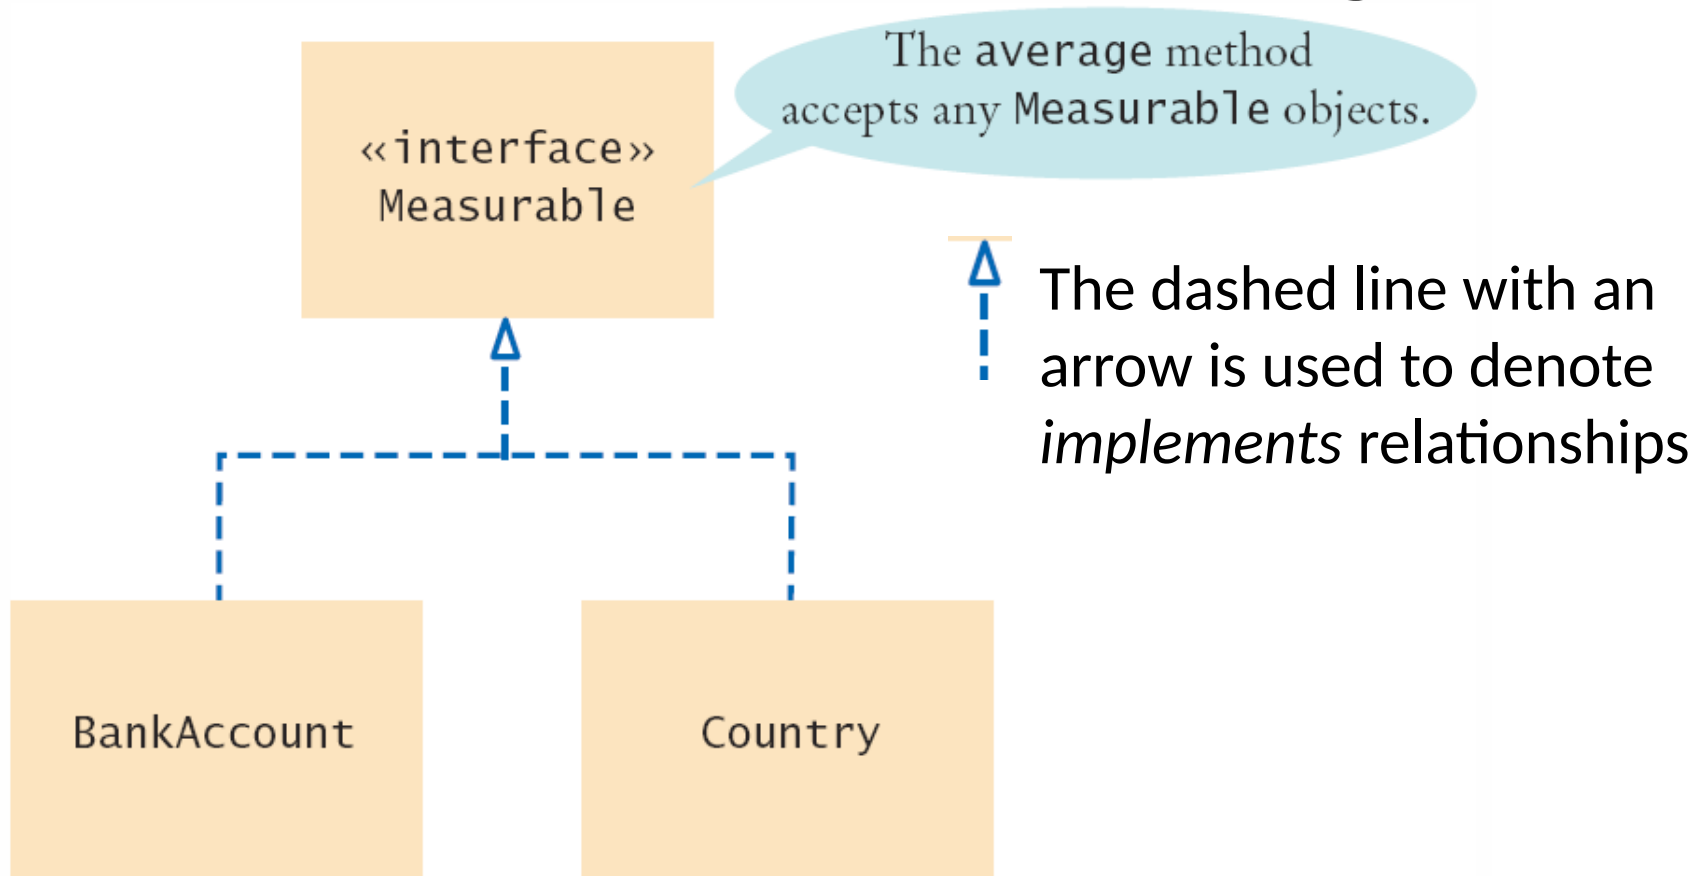 The average method
accepts any Measurable objects.
«interface»
Measurable
The dashed line with an
arrow is used to denote
implements relationships
BankAccount
Country